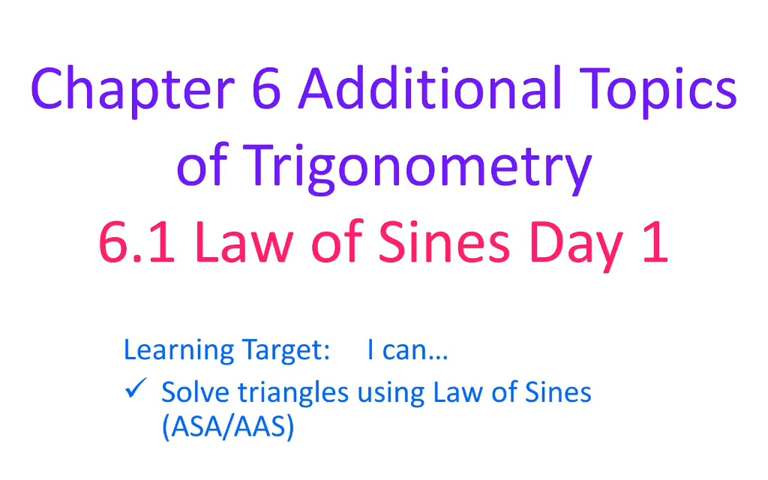 Chapter 6 Additional Topics
of Trigonometry
6.1 Law of Sines Day 1
Learning Target: I can…
✓ Solve triangles using Law of Sines
(ASA/AAS)